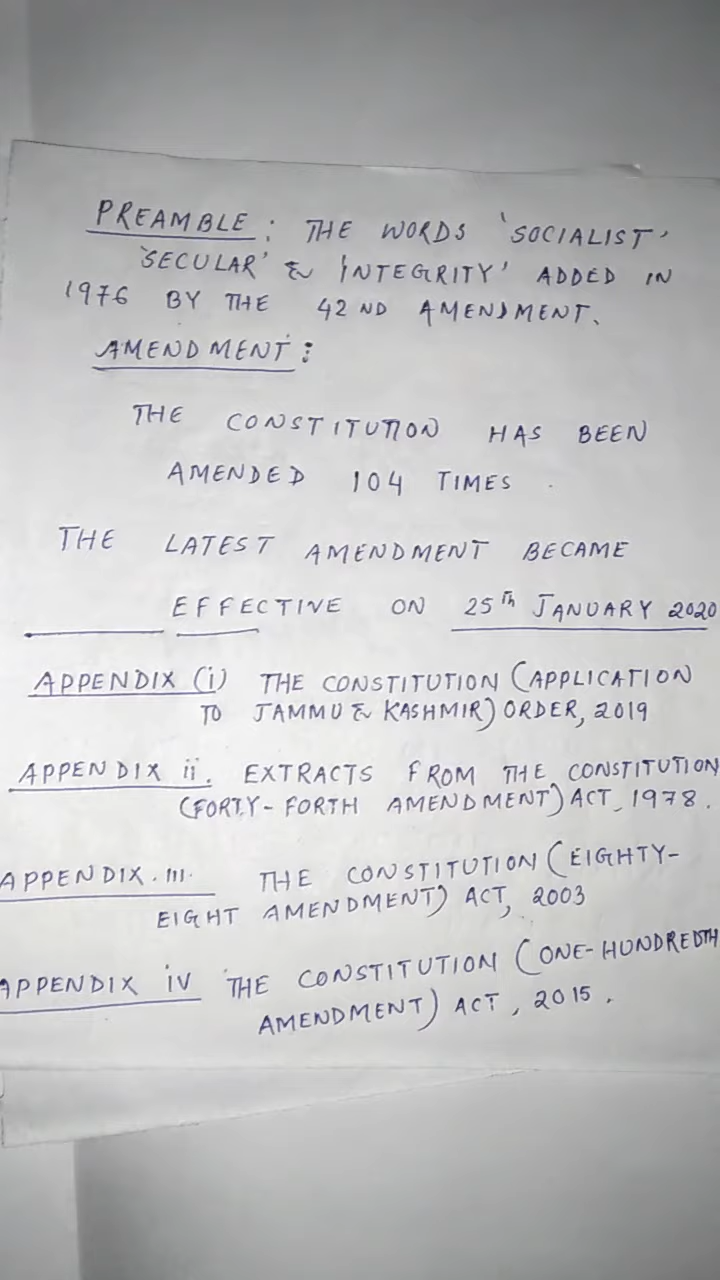 PREAMBLE : THE WORDS 'SOCIALIST'
'SECULAR' & 'INTEGRITY' ADDED IN
1976 BY THE 42 ND AMENDMENT.
AMENDMENT :
THE CONSTITUTION HAS BEEN
AMENDED 104 TIMES .
THE LATEST AMENDMENT BECAME
EFFECTIVE ON 25th JANUARY 2020
APPENDIX (i) THE CONSTITUTION (APPLICATION
TO JAMMU & KASHMIR) ORDER, 2019
APPENDIX ii. EXTRACTS FROM THE CONSTITUTION
(FORTY-FORTH AMENDMENT) ACT, 1978.
APPENDIX.III. THE CONSTITUTION (EIGHTY-
EIGHT AMENDMENT) ACT, 2003
APPENDIX iv THE CONSTITUTION (ONE-HUNDREDTH
AMENDMENT) ACT, 2015.